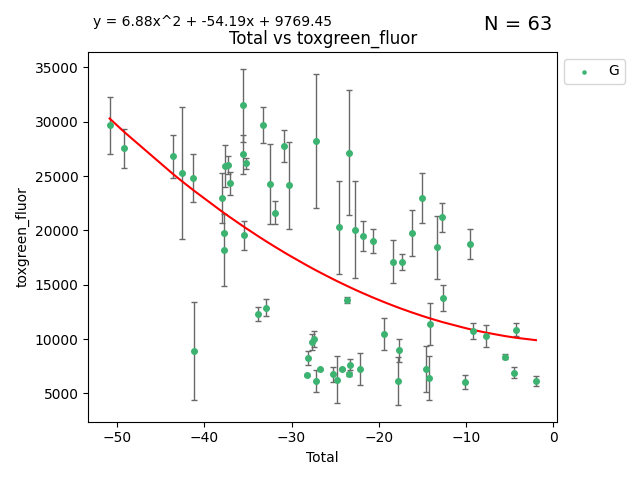 y = 6.88x^2 + -54.19x + 9769.45
N = 63
Total vs toxgreen_fluor
G
toxgreen_fluor
35000
30000
25000
20000
15000
10000
5000
−50 −40 −30 −20 −10 0
Total